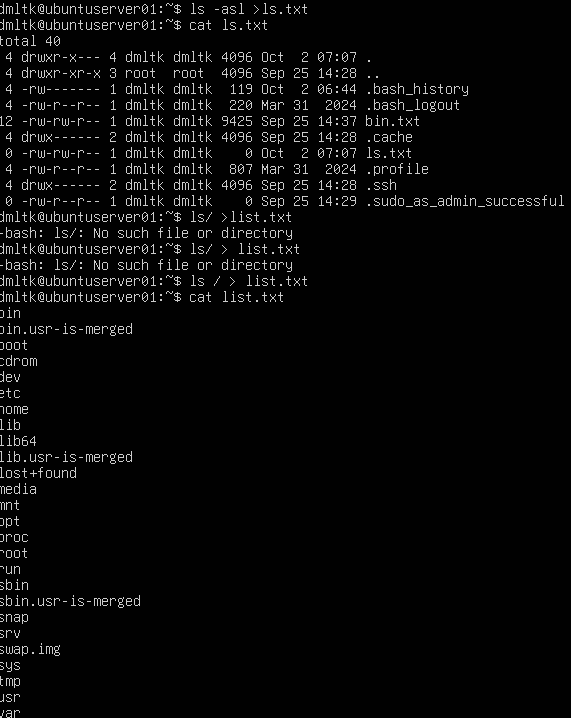 dmltk@ubuntuserver01:~$ ls -asl >ls.txt
dmltk@ubuntuserver01:~$ cat ls.txt
total 40
4 drwxr-x--- 4 dmltk dmltk 4096 Oct  2 07:07 .
4 drwxr-xr-x 3 root  root  4096 Sep 25 14:28 ..
4 -rw------- 1 dmltk dmltk  119 Oct  2 06:44 .bash_history
4 -rw-r--r-- 1 dmltk dmltk  220 Mar 31  2024 .bash_logout
12 -rw-rw-r-- 1 dmltk dmltk 9425 Sep 25 14:37 bin.txt
4 drwx------ 2 dmltk dmltk 4096 Sep 25 14:28 .cache
0 -rw-rw-r-- 1 dmltk dmltk    0 Oct  2 07:07 ls.txt
4 -rw-r--r-- 1 dmltk dmltk  807 Mar 31  2024 .profile
4 drwx------ 2 dmltk dmltk 4096 Sep 25 14:28 .ssh
0 -rw-r--r-- 1 dmltk dmltk    0 Sep 25 14:29 .sudo_as_admin_successful
dmltk@ubuntuserver01:~$ ls/ >list.txt
-bash: ls/: No such file or directory
dmltk@ubuntuserver01:~$ ls/ > list.txt
-bash: ls/: No such file or directory
dmltk@ubuntuserver01:~$ ls / > list.txt
dmltk@ubuntuserver01:~$ cat list.txt
bin
bin.usr-is-merged
boot
cdrom
dev
etc
home
lib
lib64
lib.usr-is-merged
lost+found
media
mnt
opt
proc
root
run
sbin
sbin.usr-is-merged
snap
srv
swap.img
sys
tmp
usr
var